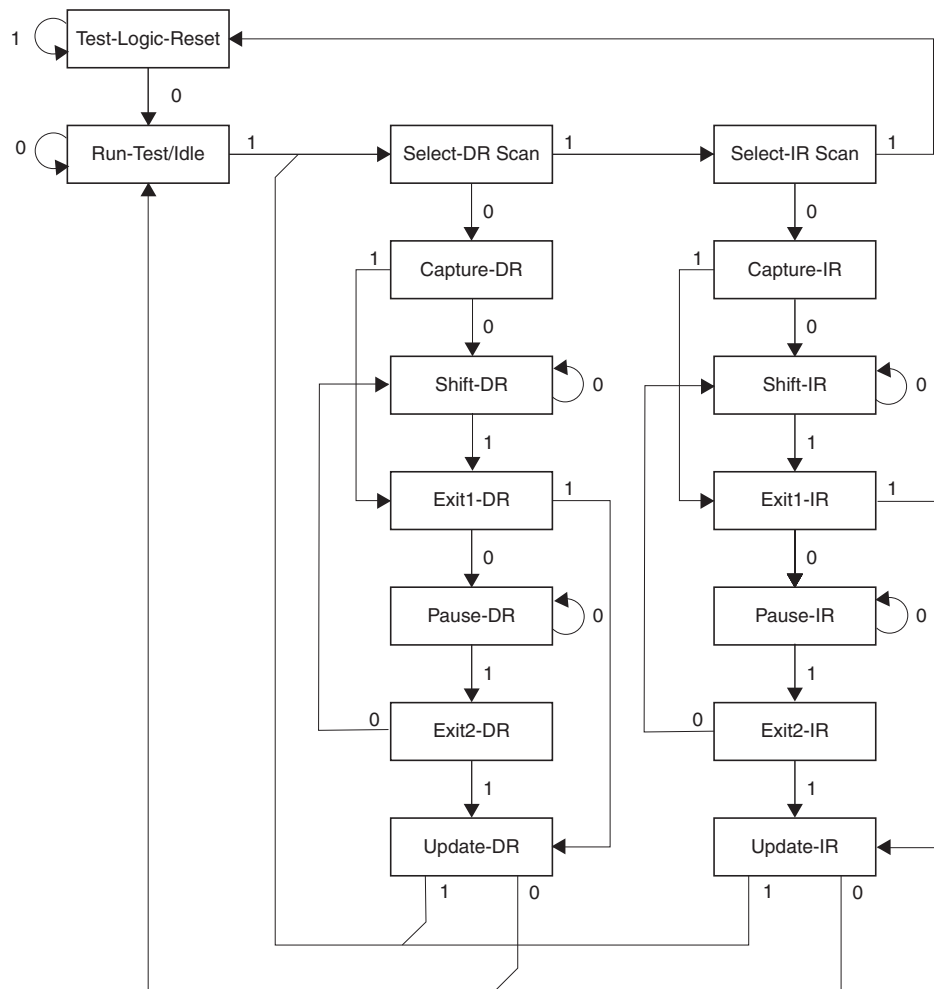 1
Test-Logic-Reset
0
0
Run-Test/Idle
1
Select-DR Scan
1
Select-IR Scan
1
0
0
1
Capture-DR
1
Capture-IR
0
0
Shift-DR
0
Shift-IR
0
1
1
Exit1-DR
1
Exit1-IR
1
0
0
Pause-DR
0
Pause-IR
0
1
1
0
Exit2-DR
0
Exit2-IR
1
1
Update-DR
Update-IR
1
0
1
0